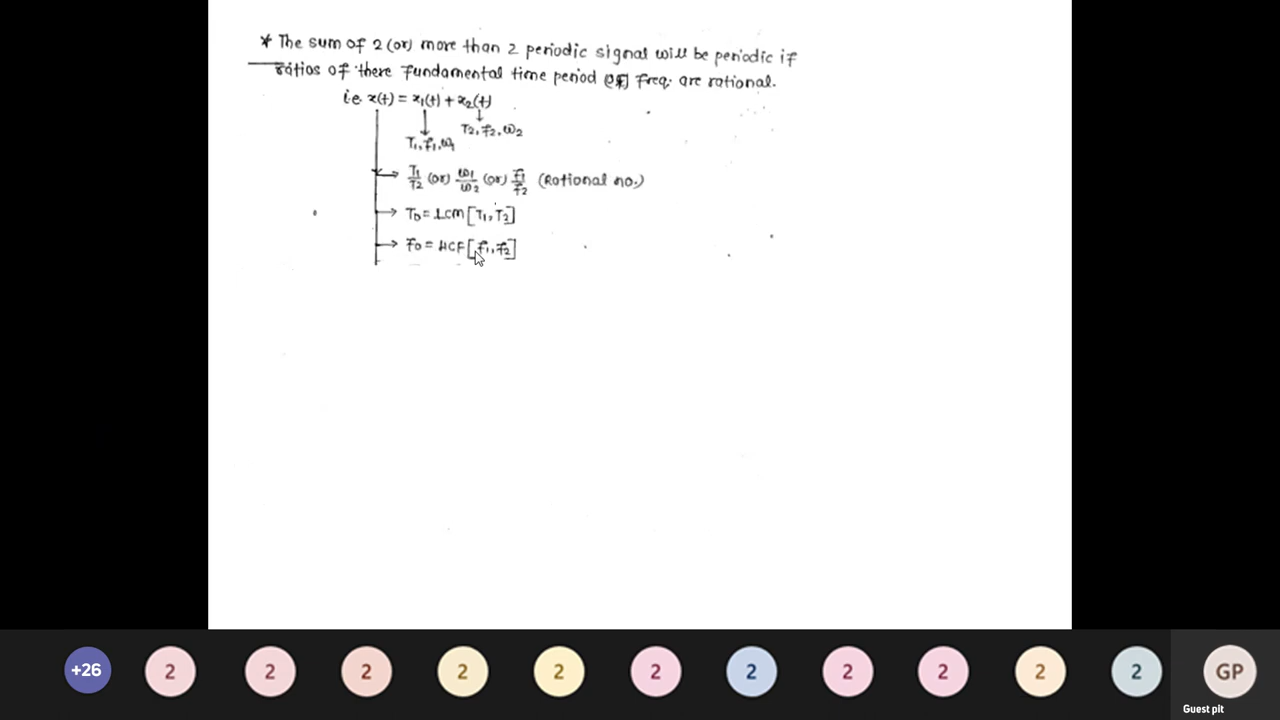 * The sum of 2 (or) more than 2 periodic signal will be periodic if
ratios of there fundamental time period (or) freq. are rational.
i.e. x(t) = x₁(t) + x₂(t)
T₁, f₁, ω₁
T₂, f₂, ω₂
T₁/T₂ (or) ω₁/ω₂ (or) f₁/f₂ (Rational no.)
T₀ = LCM [T₁, T₂]
f₀ = HCF [f₁, f₂]
+26 2 2 2 2 2 2 2 2 2 2 2 GP
Guest pit